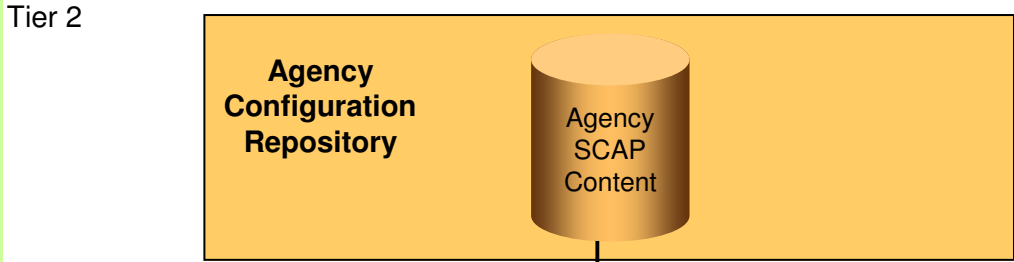 Tier 2
Agency
Configuration
Repository
Agency
SCAP
Content